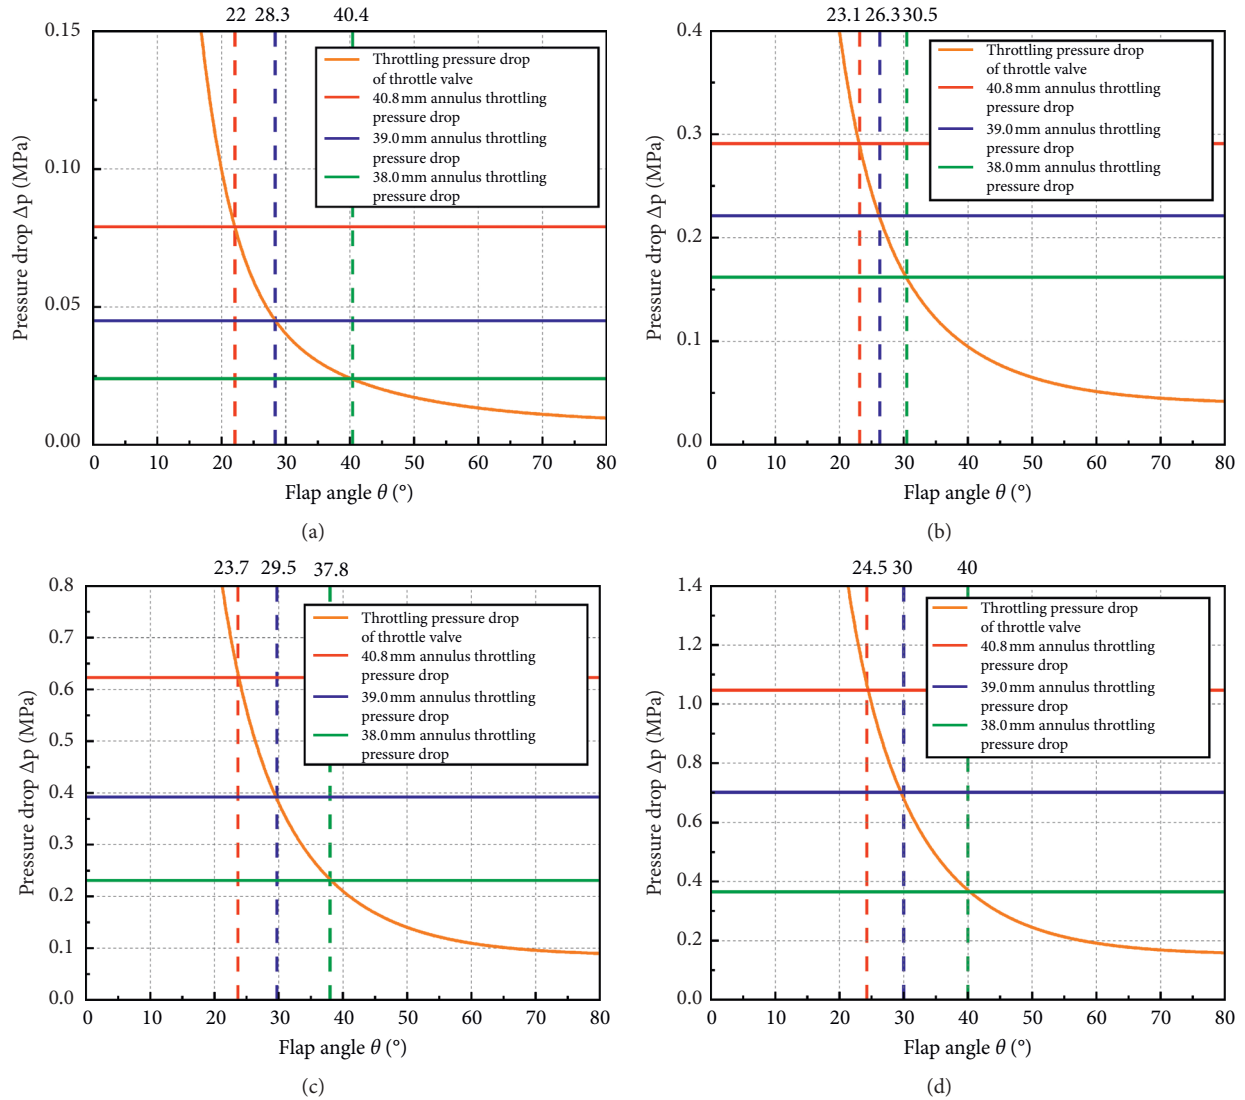 22 28.3 40.4
0.15
0.10
0.05
0.00
Pressure drop Δp (MPa)
Throttling pressure drop
of throttle valve
40.8 mm annulus throttling
pressure drop
39.0 mm annulus throttling
pressure drop
38.0 mm annulus throttling
pressure drop
0 10 20 30 40 50 60 70 80
Flap angle θ (°)
(a)
23.1 26.3 30.5
0.4
0.3
0.2
0.1
0.0
Pressure drop Δp (MPa)
Throttling pressure drop
of throttle valve
40.8 mm annulus throttling
pressure drop
39.0 mm annulus throttling
pressure drop
38.0 mm annulus throttling
pressure drop
0 10 20 30 40 50 60 70 80
Flap angle θ (°)
(b)
23.7 29.5 37.8
0.8
0.7
0.6
0.5
0.4
0.3
0.2
0.1
0.0
Pressure drop Δp (MPa)
Throttling pressure drop
of throttle valve
40.8 mm annulus throttling
pressure drop
39.0 mm annulus throttling
pressure drop
38.0 mm annulus throttling
pressure drop
0 10 20 30 40 50 60 70 80
Flap angle θ (°)
(c)
24.5 30 40
1.4
1.2
1.0
0.8
0.6
0.4
0.2
0.0
Pressure drop Δp (MPa)
Throttling pressure drop
of throttle valve
40.8 mm annulus throttling
pressure drop
39.0 mm annulus throttling
pressure drop
38.0 mm annulus throttling
pressure drop
0 10 20 30 40 50 60 70 80
Flap angle θ (°)
(d)